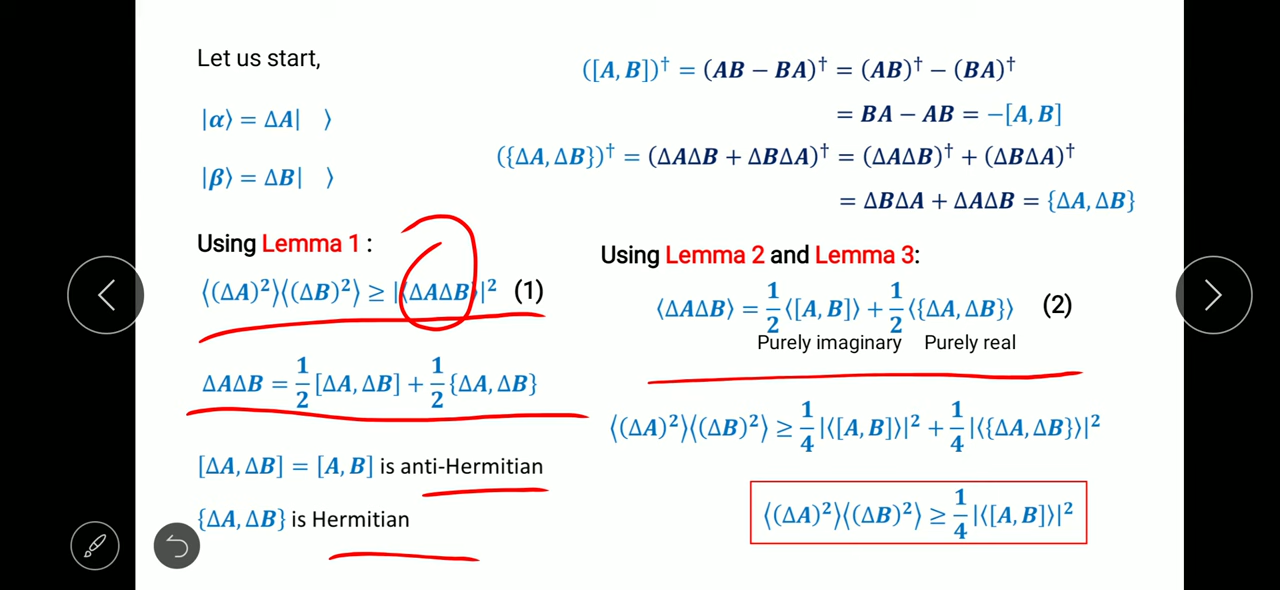 Let us start,
|α⟩ = ΔA| ⟩
|β⟩ = ΔB| ⟩
Using Lemma 1 :
⟨(ΔA)²⟩⟨(ΔB)²⟩ ≥ |⟨ΔAΔB⟩|² (1)
ΔAΔB = 1/2 [ΔA, ΔB] + 1/2 {ΔA, ΔB}
[ΔA, ΔB] = [A, B] is anti-Hermitian
{ΔA, ΔB} is Hermitian
([A, B])† = (AB − BA)† = (AB)† − (BA)†
= BA − AB = −[A, B]
({ΔA, ΔB})† = (ΔAΔB + ΔBΔA)† = (ΔAΔB)† + (ΔBΔA)†
= ΔBΔA + ΔAΔB = {ΔA, ΔB}
Using Lemma 2 and Lemma 3:
⟨ΔAΔB⟩ = 1/2 ⟨[A, B]⟩ + 1/2 ⟨{ΔA, ΔB}⟩ (2)
Purely imaginary Purely real
⟨(ΔA)²⟩⟨(ΔB)²⟩ ≥ 1/4 |⟨[A, B]⟩|² + 1/4 |⟨{ΔA, ΔB}⟩|²
⟨(ΔA)²⟩⟨(ΔB)²⟩ ≥ 1/4 |⟨[A, B]⟩|²